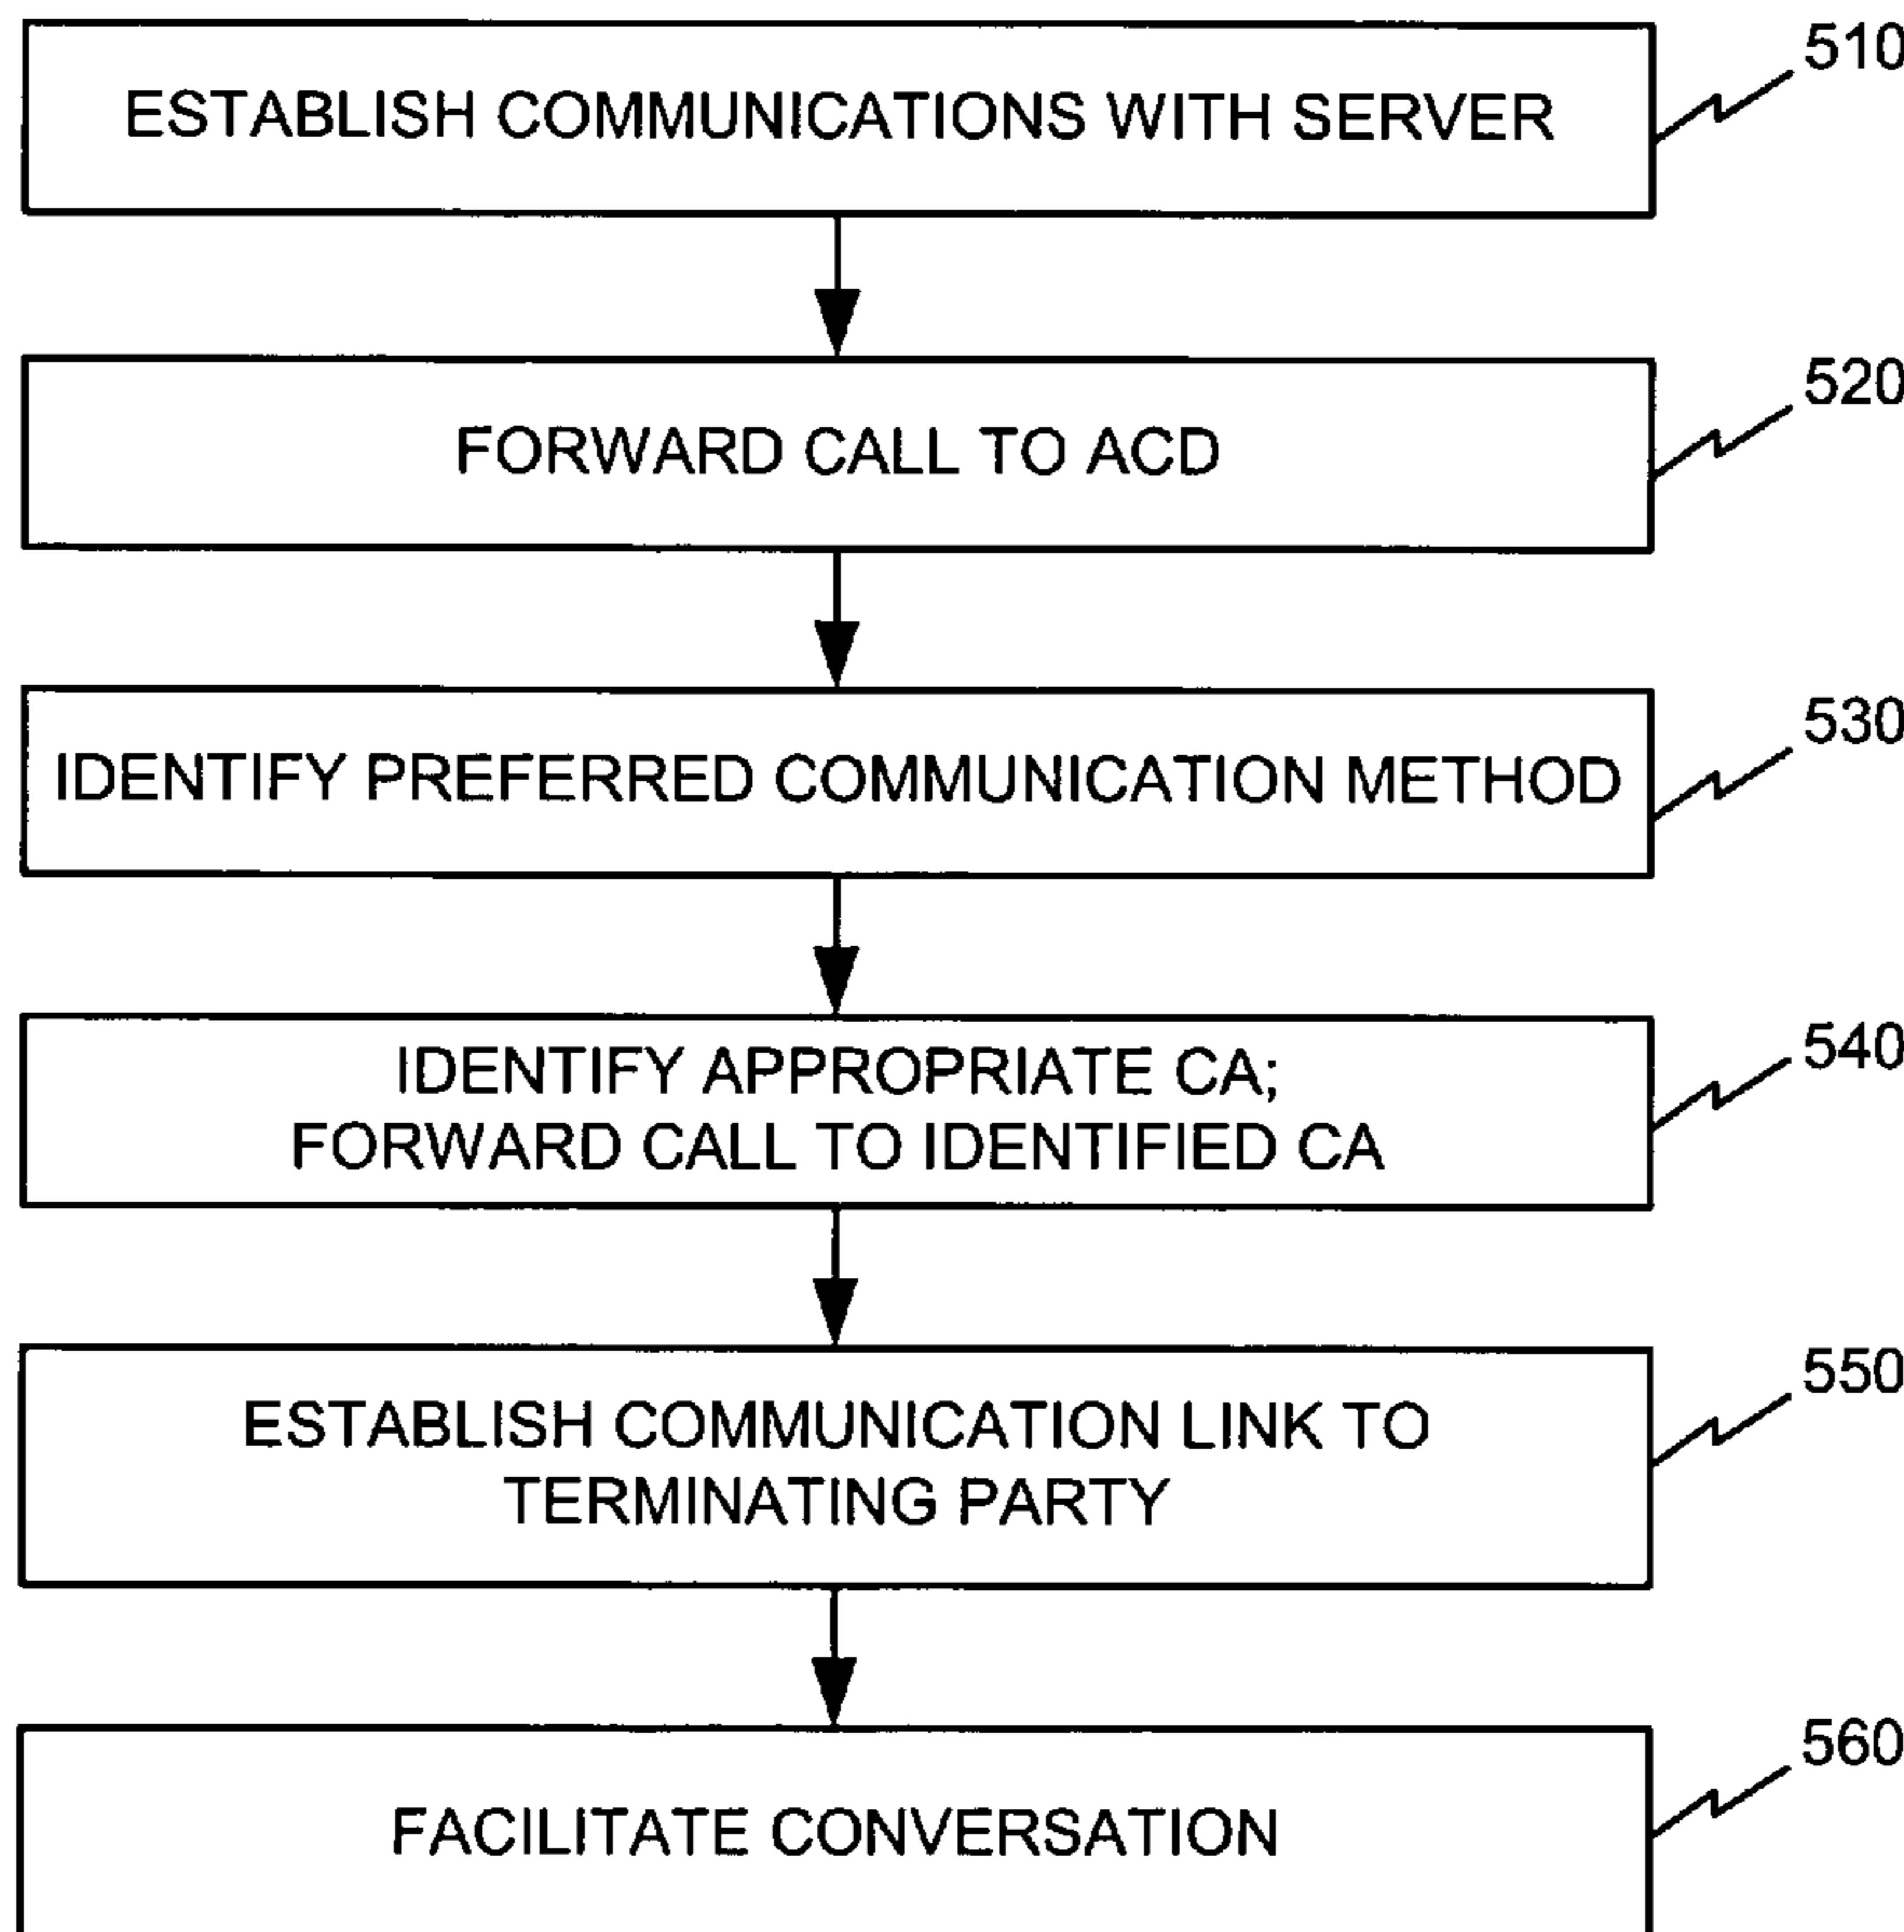 510
ESTABLISH COMMUNICATIONS WITH SERVER
520
FORWARD CALL TO ACD
530
IDENTIFY PREFERRED COMMUNICATION METHOD
540
IDENTIFY APPROPRIATE CA;
FORWARD CALL TO IDENTIFIED CA
550
ESTABLISH COMMUNICATION LINK TO
TERMINATING PARTY
560
FACILITATE CONVERSATION